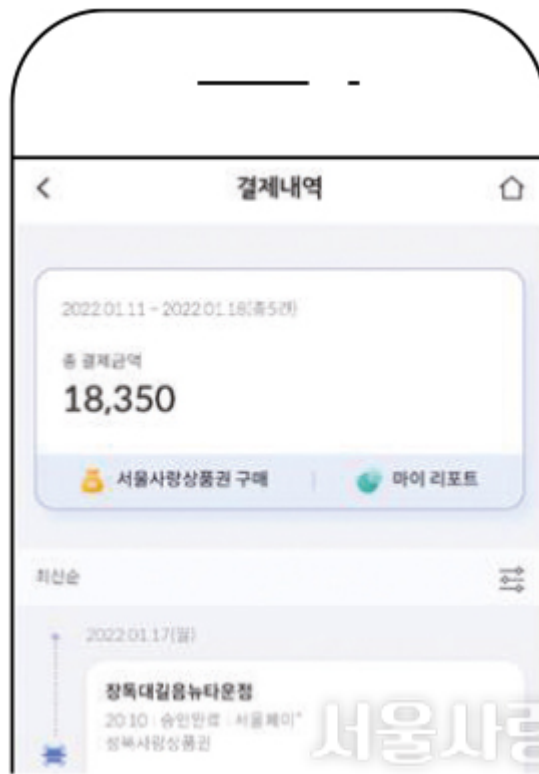 결제내역
2022.01.11 ~ 2022.01.18(총5건)
총 결제금액
18,350
서울사랑상품권 구매
마이 리포트
최신순
2022.01.17(월)
장독대길음뉴타운점
20:10 | 승인완료 | 서울페이+
| 성북사랑상품권
서울사랑